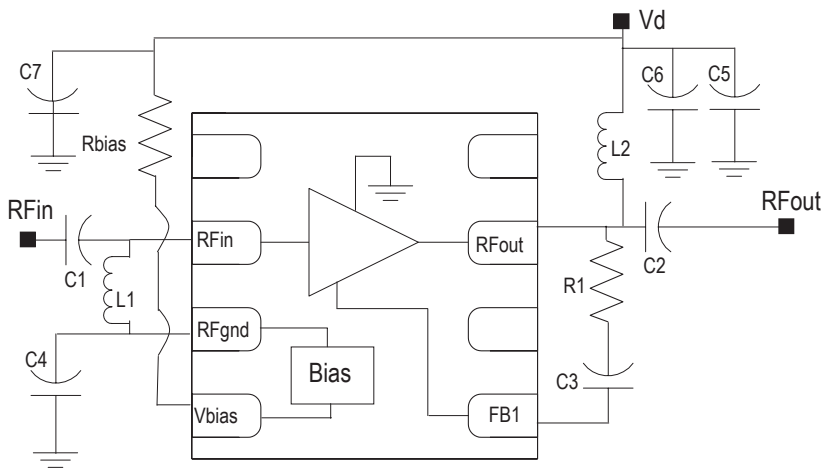 Vd
C7
C6
C5
Rbias
L2
RFin
RFout
RFin
RFout
C1
C2
L1
R1
RFgnd
C4
Bias
C3
Vbias
FB1